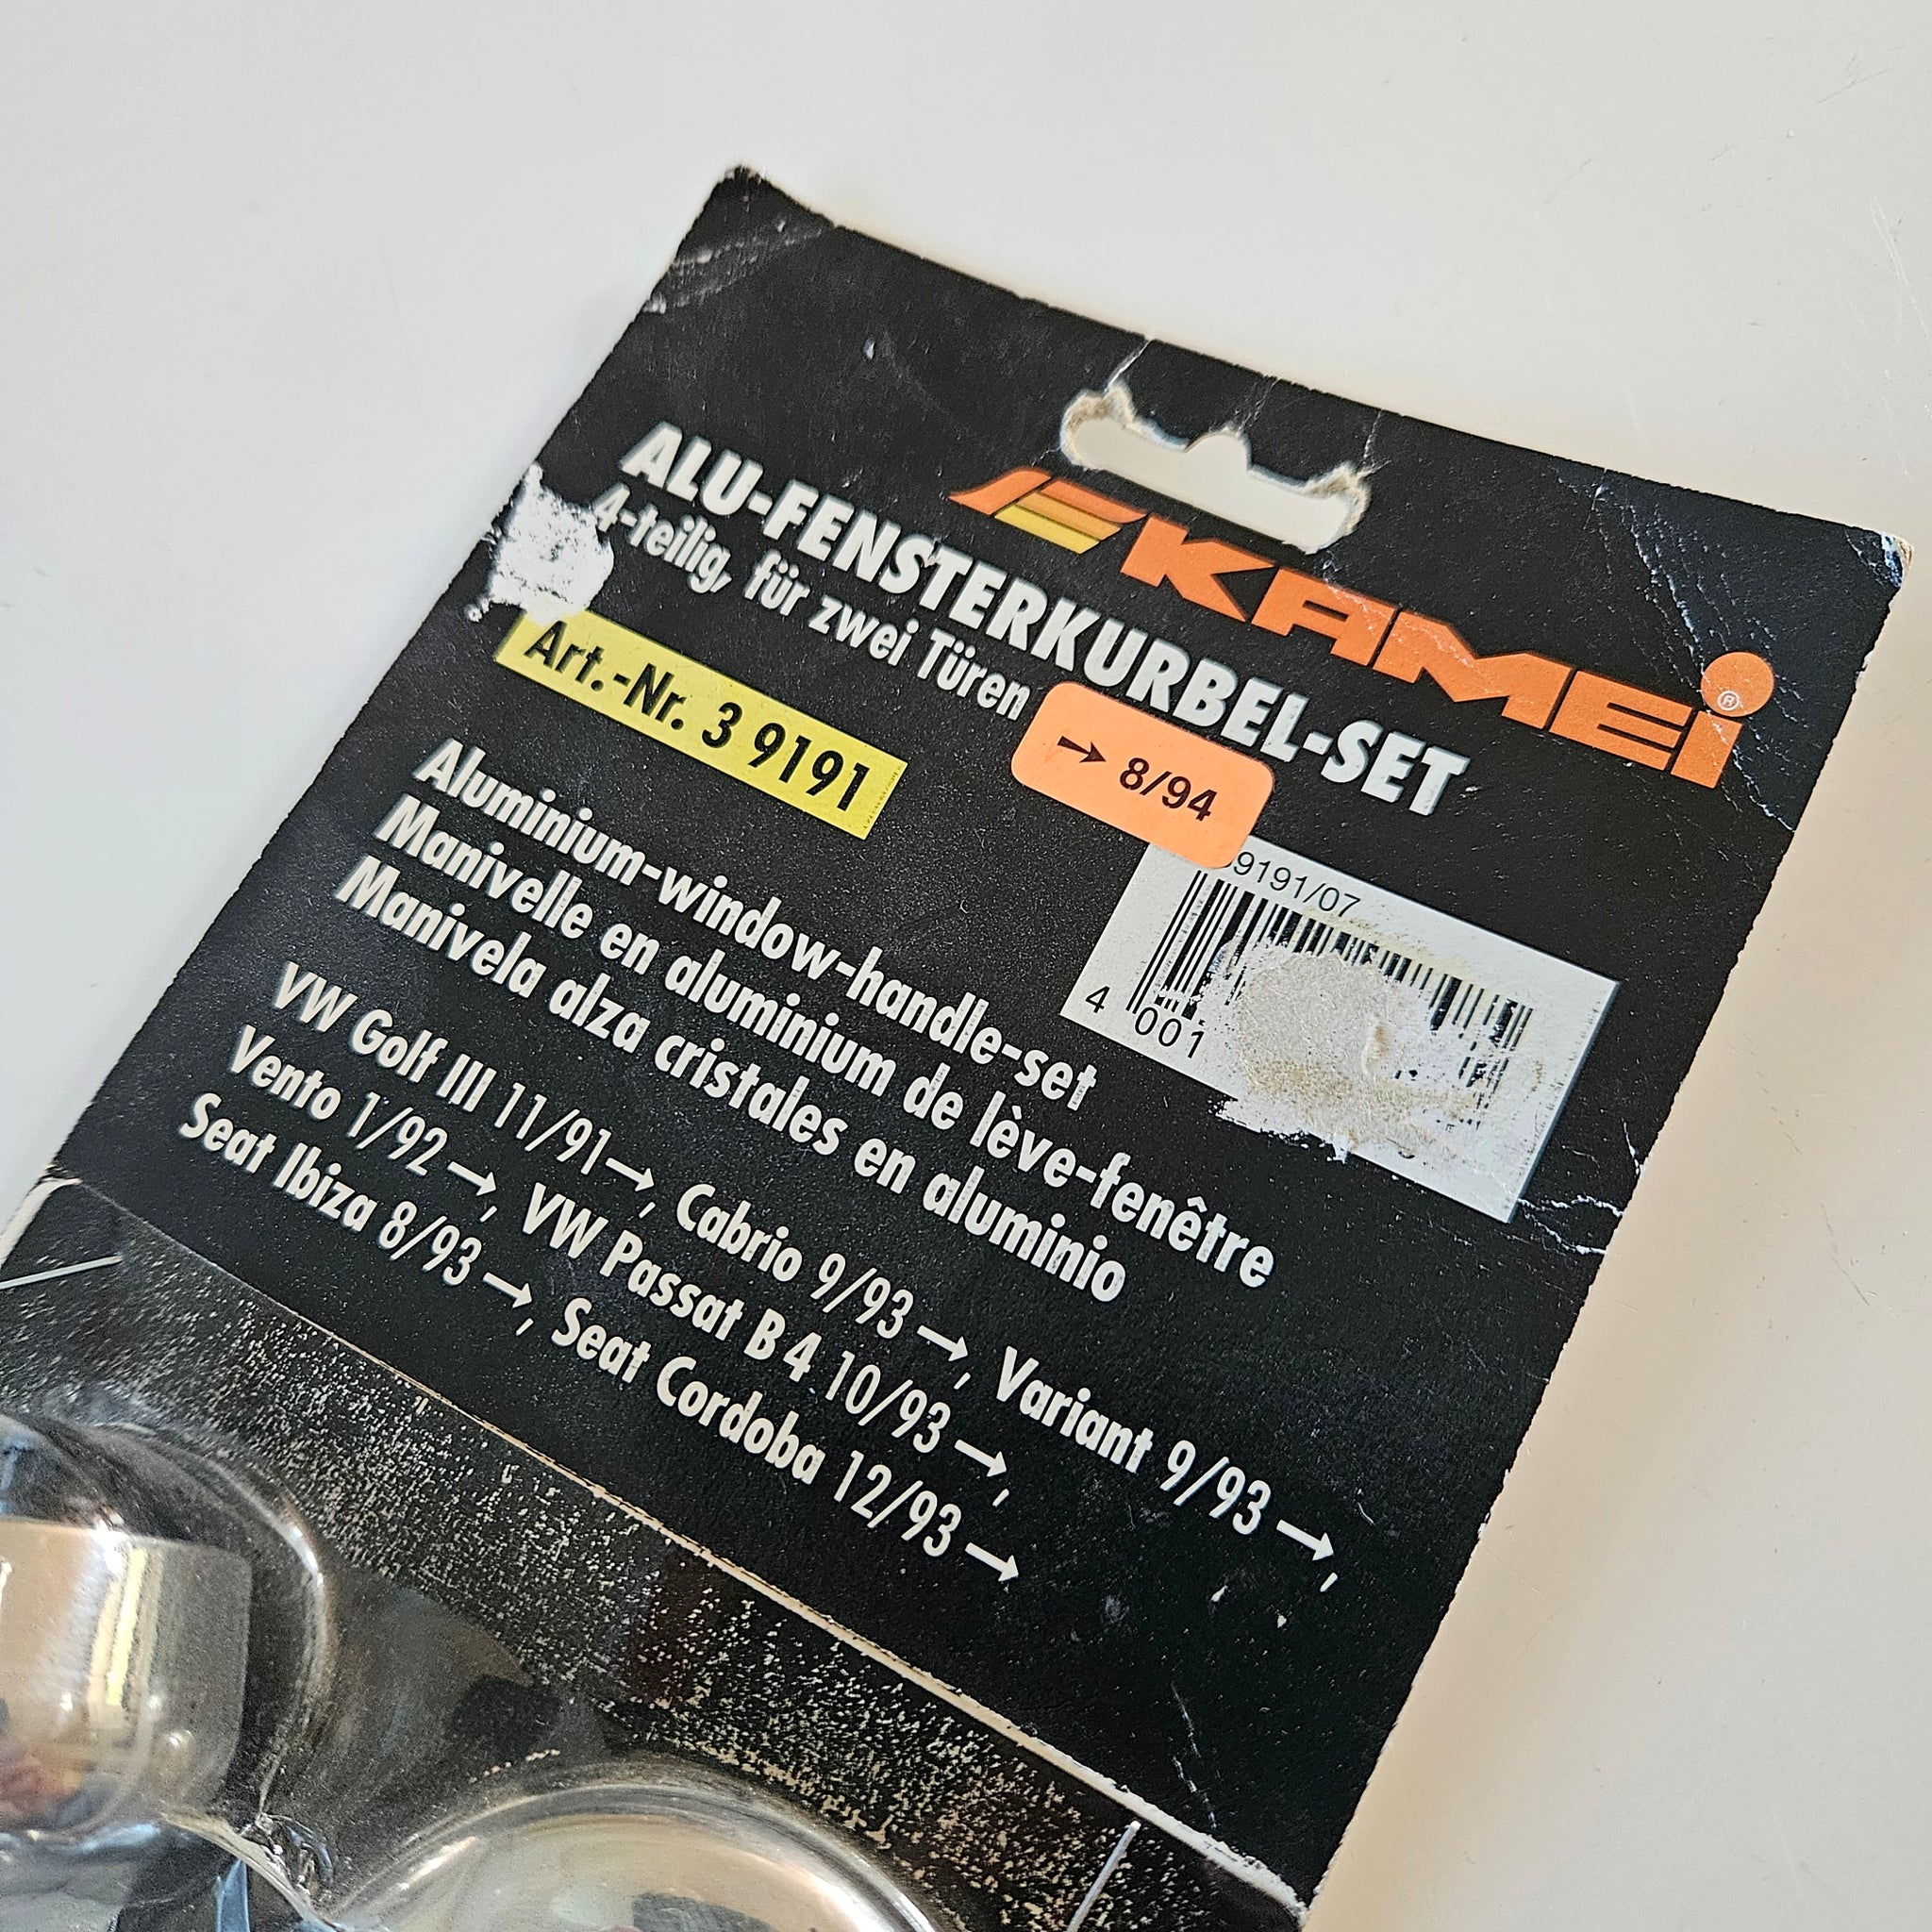 KAMEI ®
ALU-FENSTERKURBEL-SET
4-teilig, für zwei Türen
→ 8/94
Art.-Nr. 3 9191
9191/07
4 001
Aluminium-window-handle-set
Manivelle en aluminium de lève-fenêtre
Manivela alza cristales en aluminio
VW Golf III 11/91→, Cabrio 9/93→, Variant 9/93→,
Vento 1/92→, VW Passat B4 10/93→,
Seat Ibiza 8/93→, Seat Cordoba 12/93→